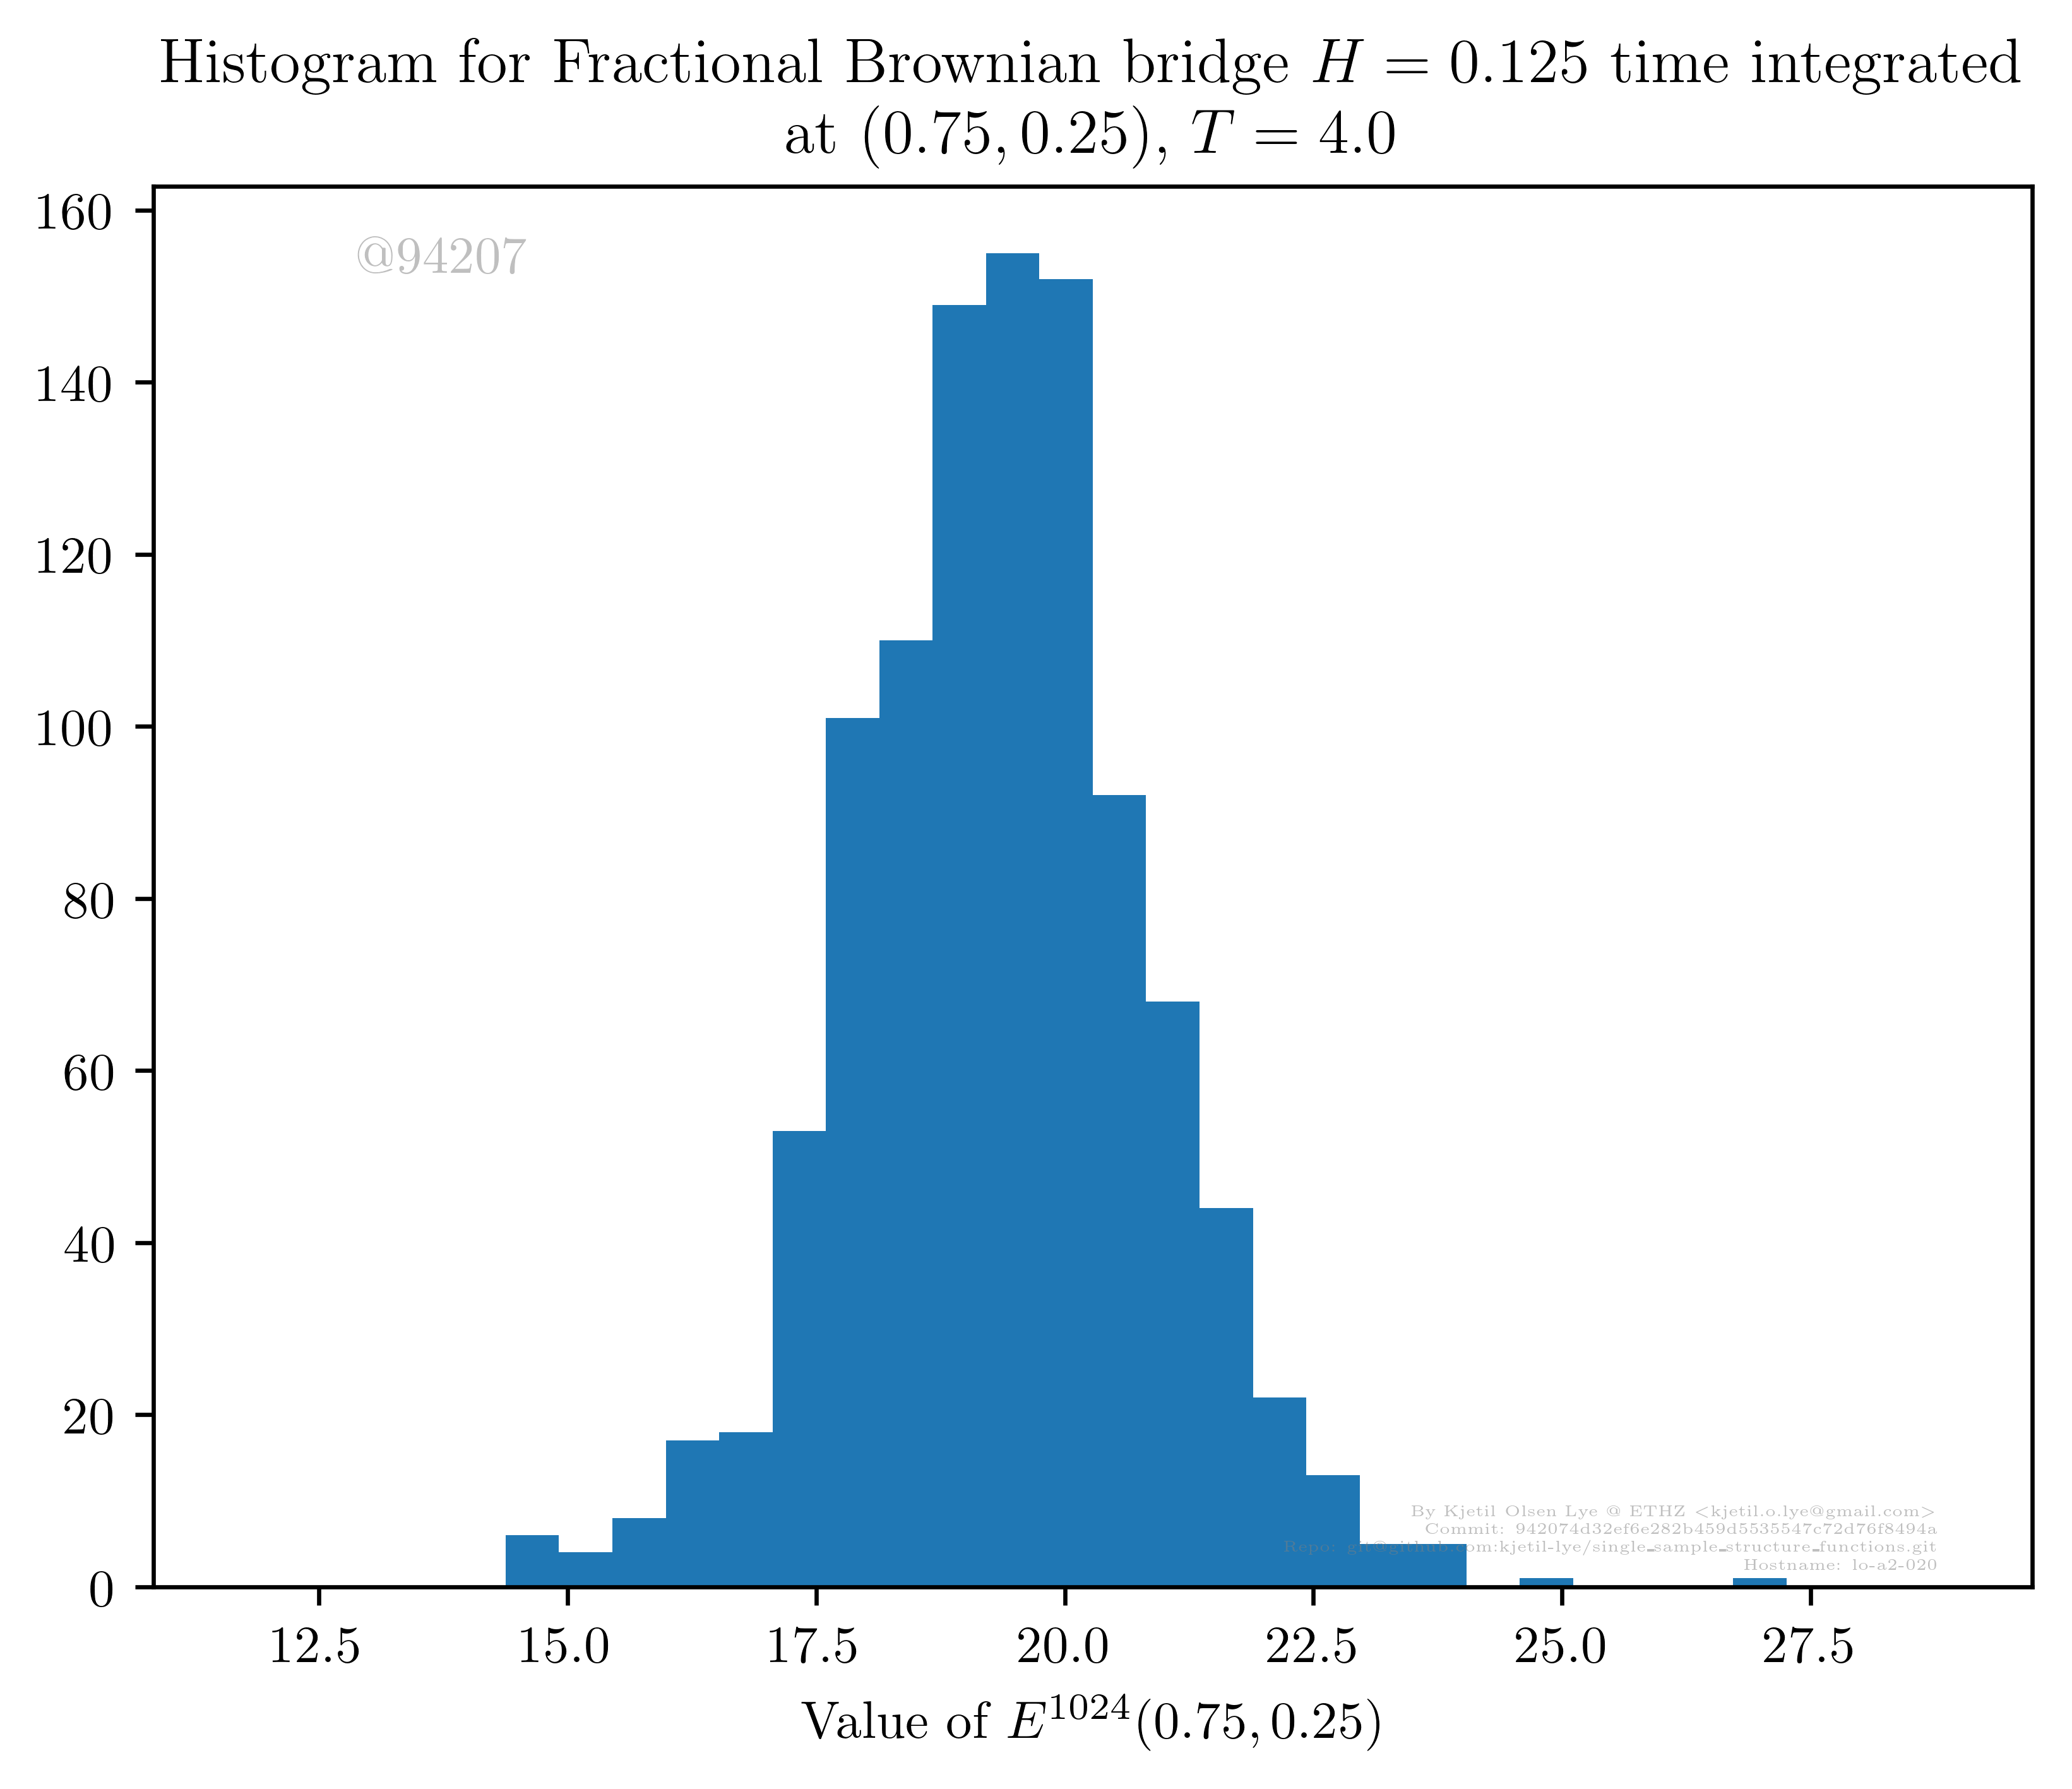 Histogram for Fractional Brownian bridge H = 0.125 time integrated
at (0.75, 0.25), T = 4.0
@94207
160
140
120
100
80
60
40
20
0
12.5 15.0 17.5 20.0 22.5 25.0 27.5
Value of E^1024(0.75, 0.25)
By Kjetil Olsen Lye @ ETHZ <kjetil.o.lye@gmail.com>
Commit: 942074d32ef6e282b459d5535547c72d76f8494a
Repo: git@github.com:kjetil-lye/single_sample_structure_functions.git
Hostname: lo-a2-020